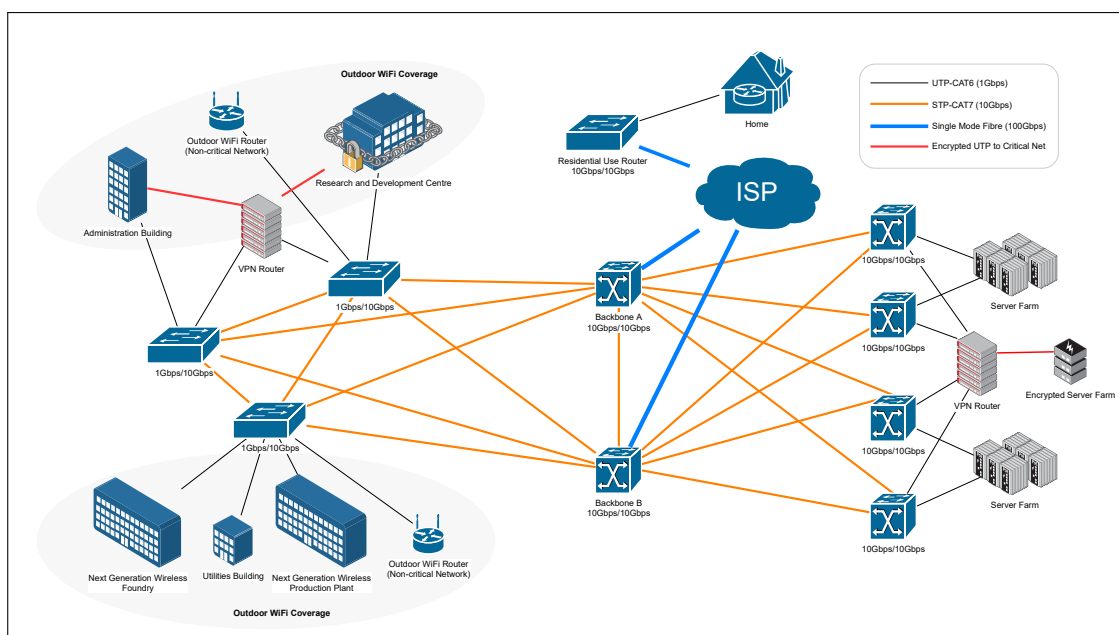 Outdoor WiFi Coverage
Outdoor WiFi Router
(Non-critical Network)
Research and Development Centre
Administration Building
VPN Router
1Gbps/10Gbps
1Gbps/10Gbps
1Gbps/10Gbps
Next Generation Wireless
Foundry
Utilities Building
Next Generation Wireless
Production Plant
Outdoor WiFi Router
(Non-critical Network)
Outdoor WiFi Coverage
Home
Residential Use Router
10Gbps/10Gbps
ISP
Backbone A
10Gbps/10Gbps
Backbone B
10Gbps/10Gbps
UTP-CAT6 (1Gbps)
STP-CAT7 (10Gbps)
Single Mode Fibre (100Gbps)
Encrypted UTP to Critical Net
10Gbps/10Gbps
Server Farm
10Gbps/10Gbps
VPN Router
Encrypted Server Farm
10Gbps/10Gbps
Server Farm
10Gbps/10Gbps